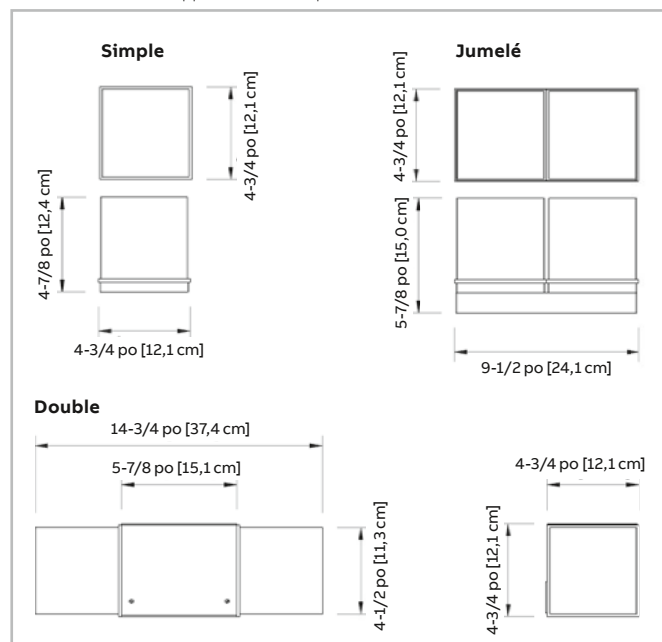 Simple
4-3/4 po [12,1 cm]
4-7/8 po [12,4 cm]
4-3/4 po [12,1 cm]
Jumelé
4-3/4 po [12,1 cm]
5-7/8 po [15,0 cm]
9-1/2 po [24,1 cm]
Double
14-3/4 po [37,4 cm]
5-7/8 po [15,1 cm]
4-1/2 po [11,3 cm]
4-3/4 po [12,1 cm]
4-3/4 po [12,1 cm]